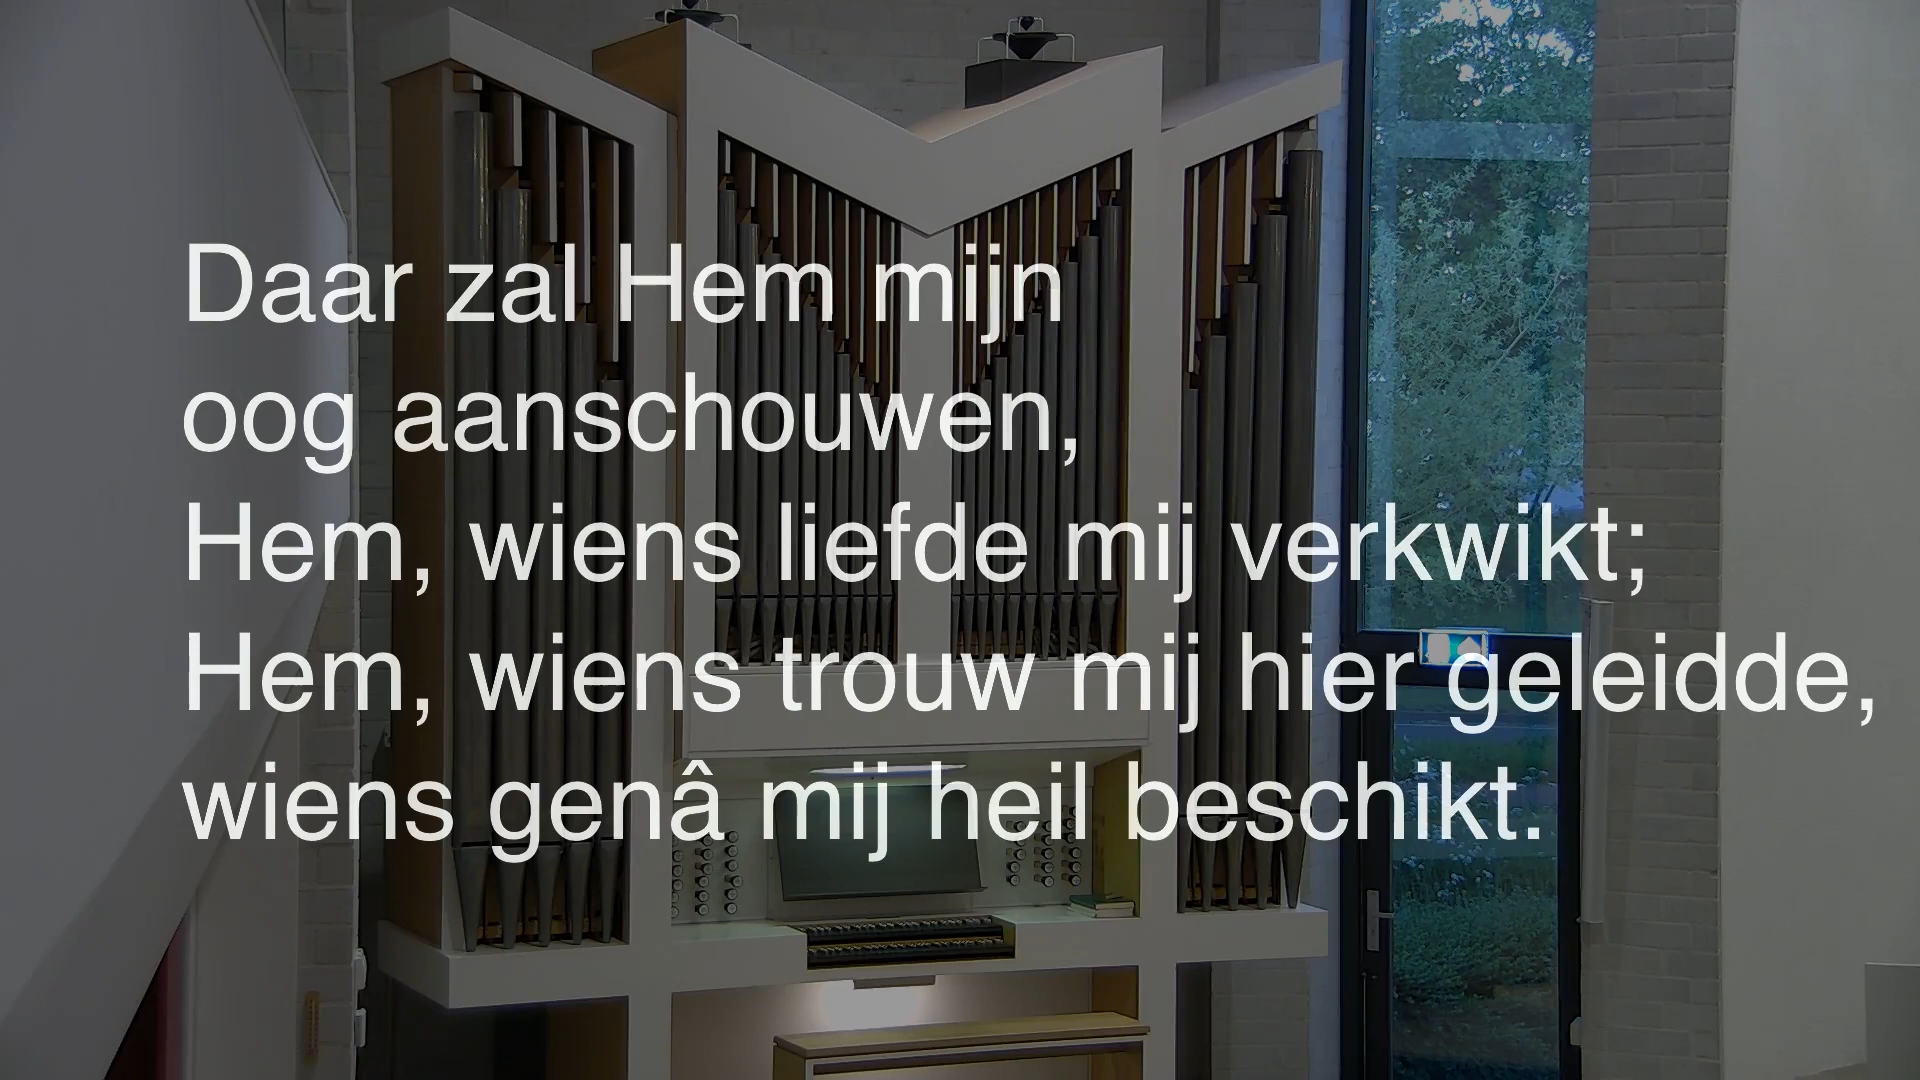 Daar zal Hem mijn
oog aanschouwen,
Hem, wiens liefde mij verkwikt;
Hem, wiens trouw mij hier geleidde,
wiens genâ mij heil beschikt.